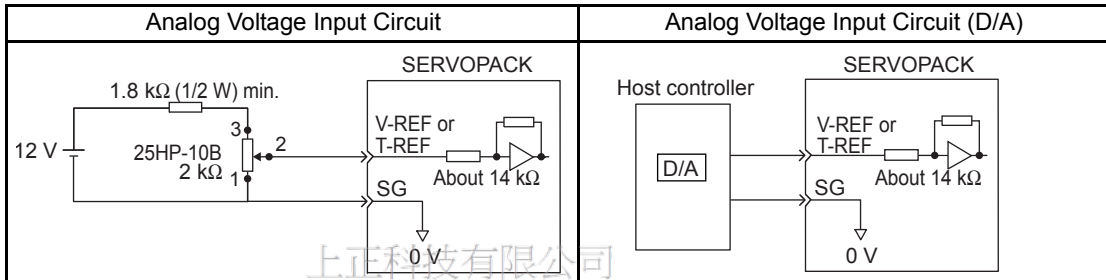 Analog Voltage Input Circuit
Analog Voltage Input Circuit (D/A)
SERVOPACK
1.8 kΩ (1/2 W) min.
3
2
12 V
25HP-10B
2 kΩ
1
V-REF or
T-REF
About 14 kΩ
SG
0 V
SERVOPACK
Host controller
D/A
V-REF or
T-REF
About 14 kΩ
SG
0 V
上正科技有限公司